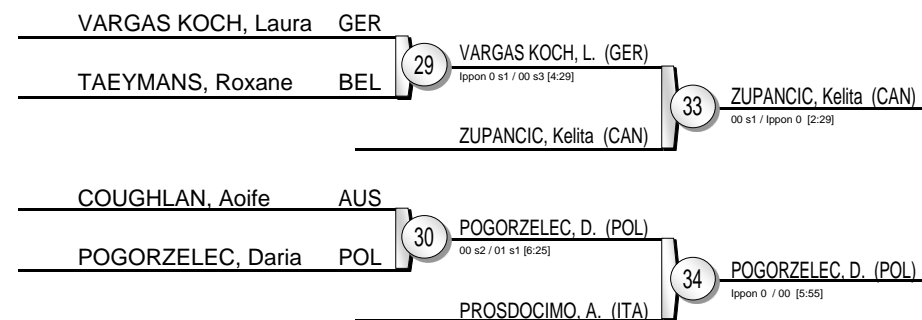 VARGAS KOCH, Laura GER
TAEYMANS, Roxane BEL
29
VARGAS KOCH, L. (GER)
Ippon 0 s1 / 00 s3 [4:29]
ZUPANCIC, Kelita (CAN)
33
ZUPANCIC, Kelita (CAN)
00 s1 / Ippon 0 [2:29]
COUGHLAN, Aoife AUS
POGORZELEC, Daria POL
30
POGORZELEC, D. (POL)
00 s2 / 01 s1 [6:25]
PROSDOCIMO, A. (ITA)
34
POGORZELEC, D. (POL)
Ippon 0 / 00 [5:55]